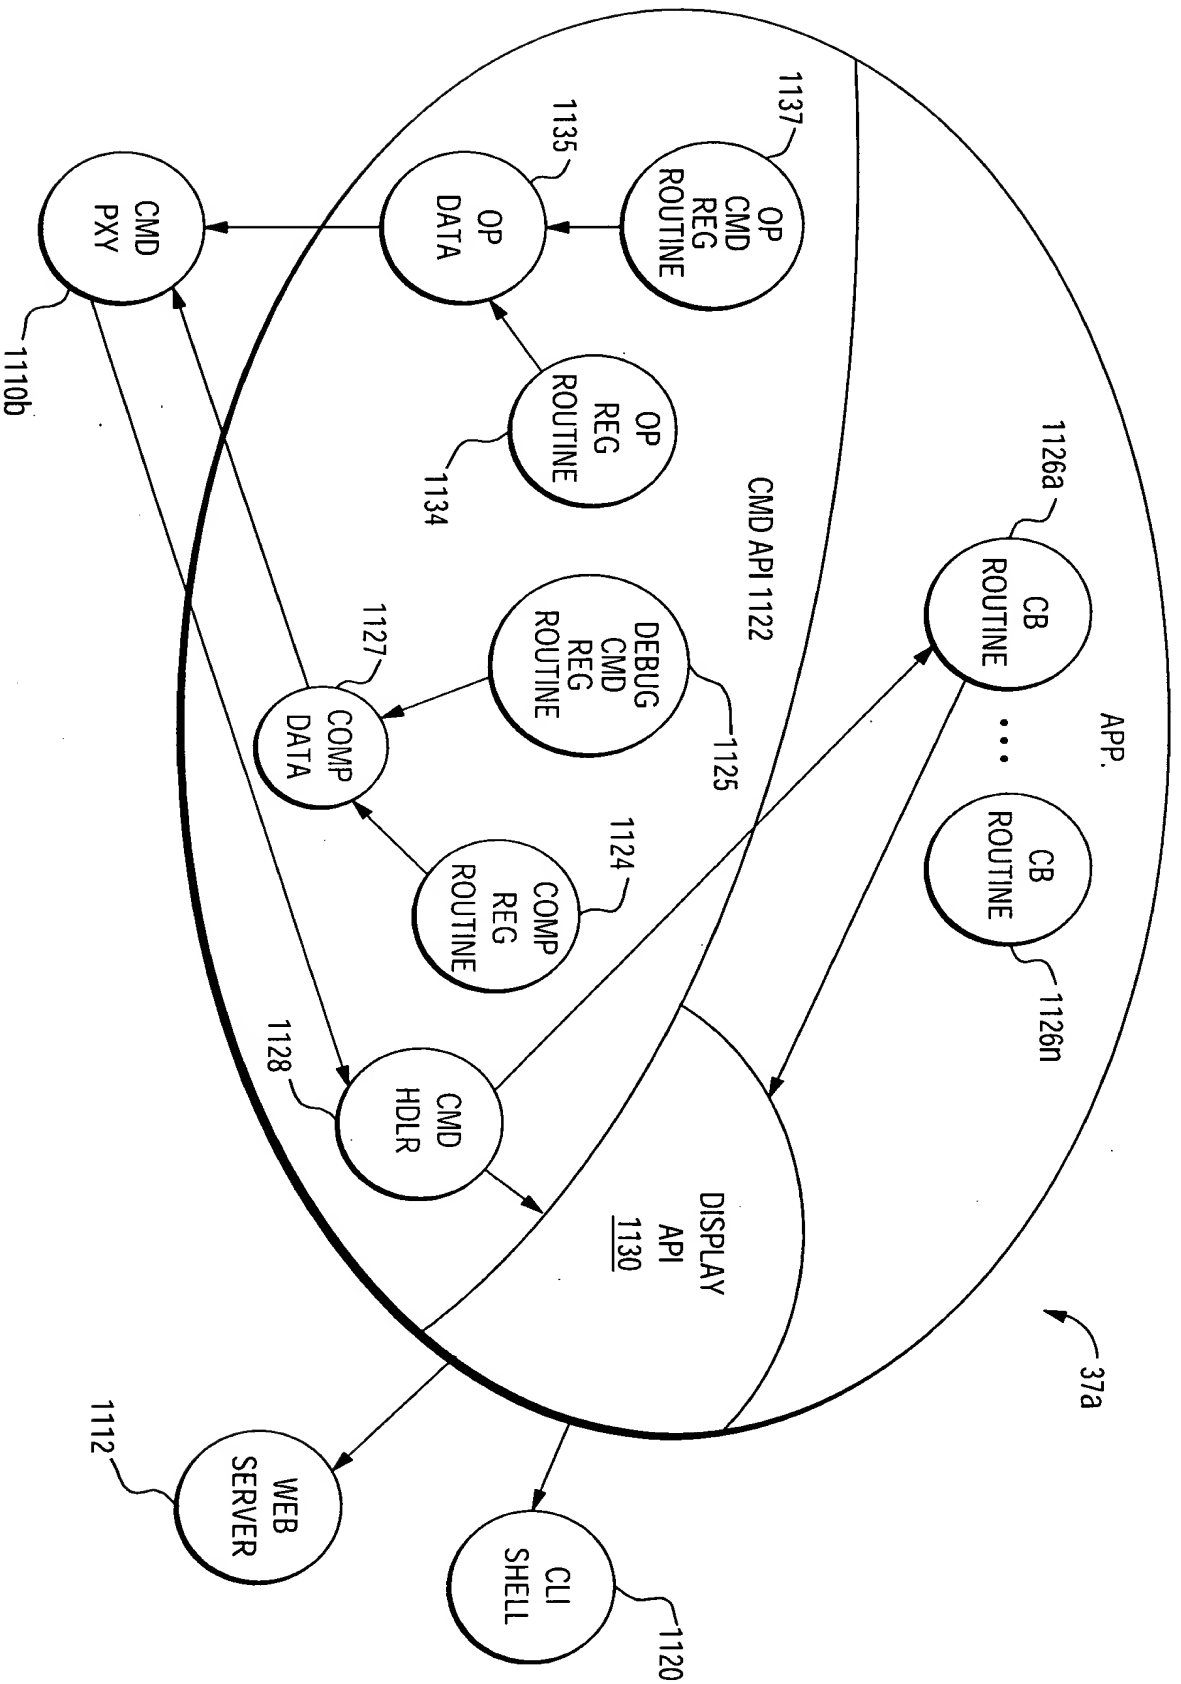 37a
APP.
1126a
CB
ROUTINE
...
CB
ROUTINE
1126n
1137
OP
CMD
REG
ROUTINE
CMD API 1122
DISPLAY
API
1130
1135
OP
DATA
OP
REG
ROUTINE
1134
DEBUG
CMD
REG
ROUTINE
1125
1124
COMP
REG
ROUTINE
1127
COMP
DATA
CMD
HDLR
1128
CLI
SHELL
1120
CMD
PXY
1110b
WEB
SERVER
1112